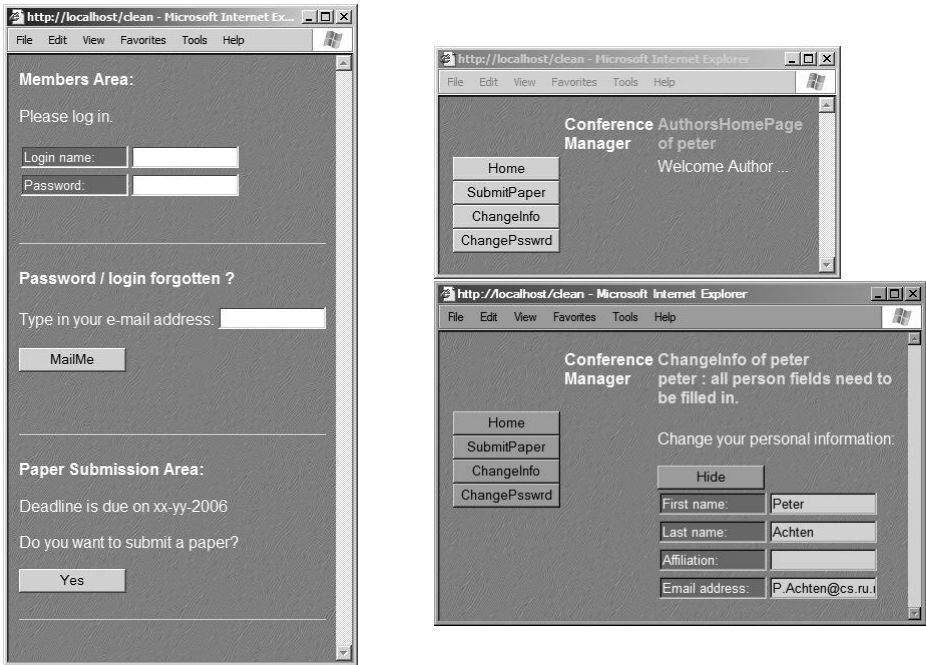 http://localhost/clean - Microsoft Internet Ex...
File Edit View Favorites Tools Help
Members Area:
Please log in.
Login name:
Password:
Password / login forgotten ?
Type in your e-mail address:
MailMe
Paper Submission Area:
Deadline is due on xx-yy-2006
Do you want to submit a paper?
Yes
http://localhost/clean - Microsoft Internet Explorer
File Edit View Favorites Tools Help
Conference AuthorsHomePage
Manager of peter
Welcome Author ...
Home
SubmitPaper
ChangeInfo
ChangePsswrd
http://localhost/clean - Microsoft Internet Explorer
File Edit View Favorites Tools Help
Conference ChangeInfo of peter
Manager peter : all person fields need to
be filled in.
Home
SubmitPaper
ChangeInfo
ChangePsswrd
Change your personal information:
Hide
First name: Peter
Last name: Achten
Affiliation:
Email address: P.Achten@cs.ru.